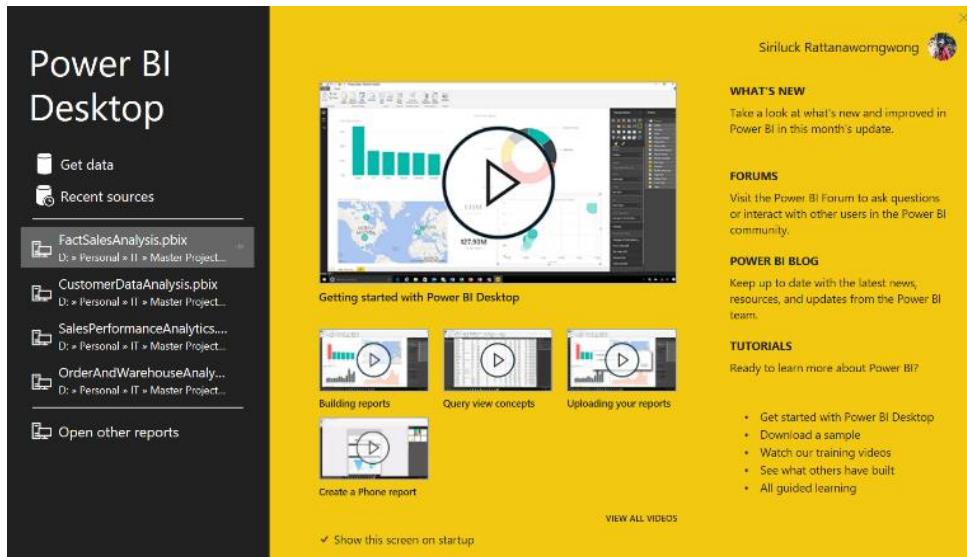 Power BI
Desktop
Get data
Recent sources
FactSalesAnalysis.pbix
D: » Personal » IT » Master Project...
CustomerDataAnalysis.pbix
D: » Personal » IT » Master Project...
SalesPerformanceAnalytics....
D: » Personal » IT » Master Project...
OrderAndWarehouseAnaly...
D: » Personal » IT » Master Project...
Open other reports
127.93M
Getting started with Power BI Desktop
Building reports
Query view concepts
Uploading your reports
Create a Phone report
VIEW ALL VIDEOS
Show this screen on startup
Siriluck Rattanaworngwong
WHAT'S NEW
Take a look at what's new and improved in
Power BI in this month's update.
FORUMS
Visit the Power BI Forum to ask questions
or interact with other users in the Power BI
community.
POWER BI BLOG
Keep up to date with the latest news,
resources, and updates from the Power BI
team.
TUTORIALS
Ready to learn more about Power BI?
• Get started with Power BI Desktop
• Download a sample
• Watch our training videos
• See what others have built
• All guided learning